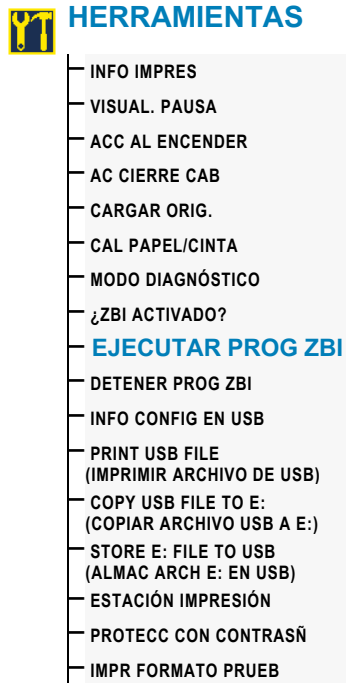 HERRAMIENTAS
INFO IMPRES
VISUAL. PAUSA
ACC AL ENCENDER
AC CIERRE CAB
CARGAR ORIG.
CAL PAPEL/CINTA
MODO DIAGNÓSTICO
¿ZBI ACTIVADO?
EJECUTAR PROG ZBI
DETENER PROG ZBI
INFO CONFIG EN USB
PRINT USB FILE
(IMPRIMIR ARCHIVO DE USB)
COPY USB FILE TO E:
(COPIAR ARCHIVO USB A E:)
STORE E: FILE TO USB
(ALMAC ARCH E: EN USB)
ESTACIÓN IMPRESIÓN
PROTECC CON CONTRASÑ
IMPR FORMATO PRUEB